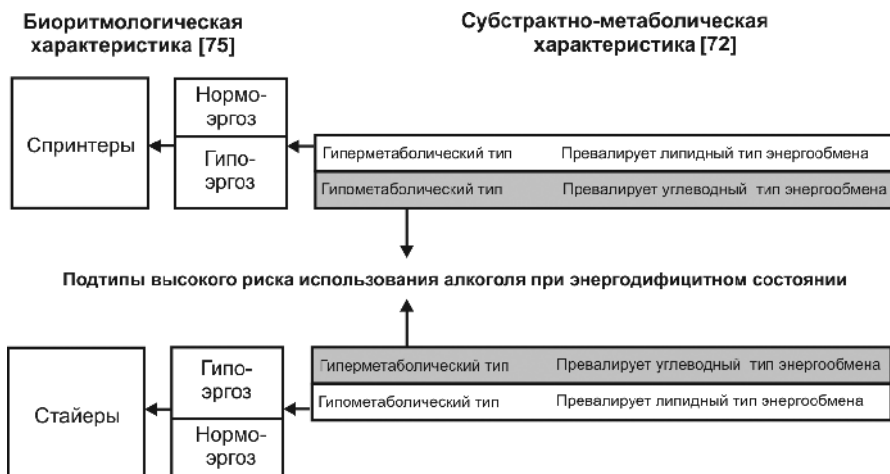 Биоритмологическая
характеристика [75]
Субстрактно-метаболическая
характеристика [72]
Спринтеры
Нормо-
эргоз
Гипо-
эргоз
Гиперметаболический тип Превалирует липидный тип энергообмена
Гипометаболический тип Превалирует углеводный тип энергообмена
Подтипы высокого риска использования алкоголя при энергодифицитном состоянии
Стайеры
Гипо-
эргоз
Нормо-
эргоз
Гиперметаболический тип Превалирует углеводный тип энергообмена
Гипометаболический тип Превалирует липидный тип энергообмена